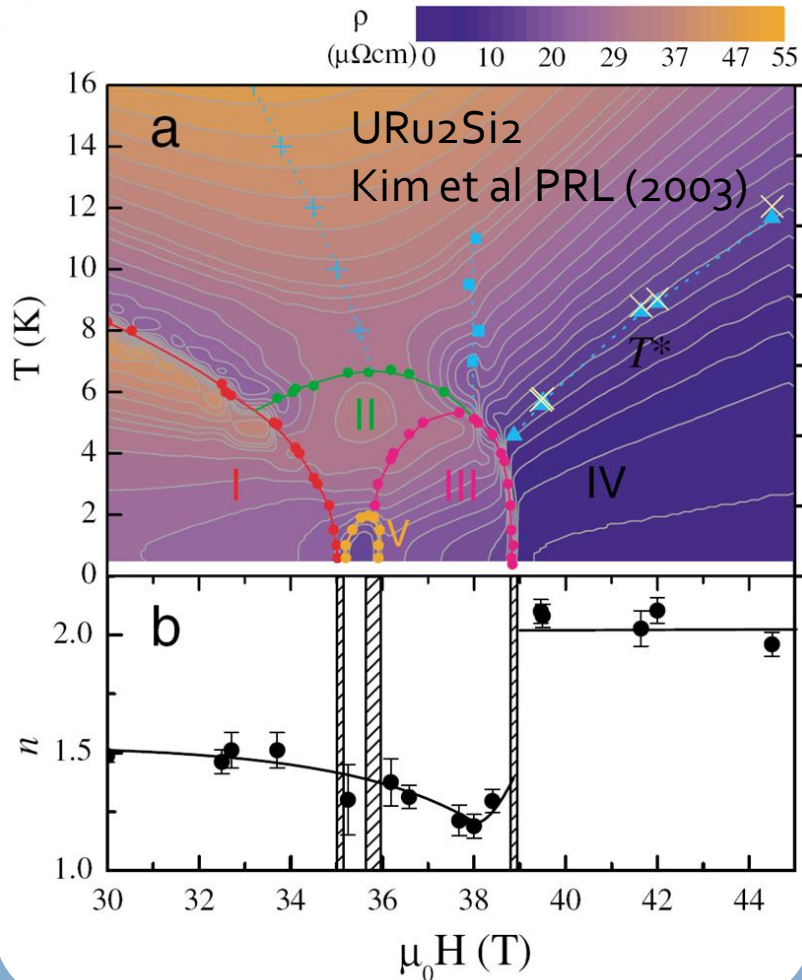 ρ
(μΩcm) 0 10 20 29 37 47 55
16
a
URu2Si2
14
Kim et al PRL (2003)
12
10
T (K)
8
T*
6
II
4
I
III
IV
2
V
0
b
2.0
n
1.5
1.0
30 32 34 36 38 40 42 44
μ₀H (T)